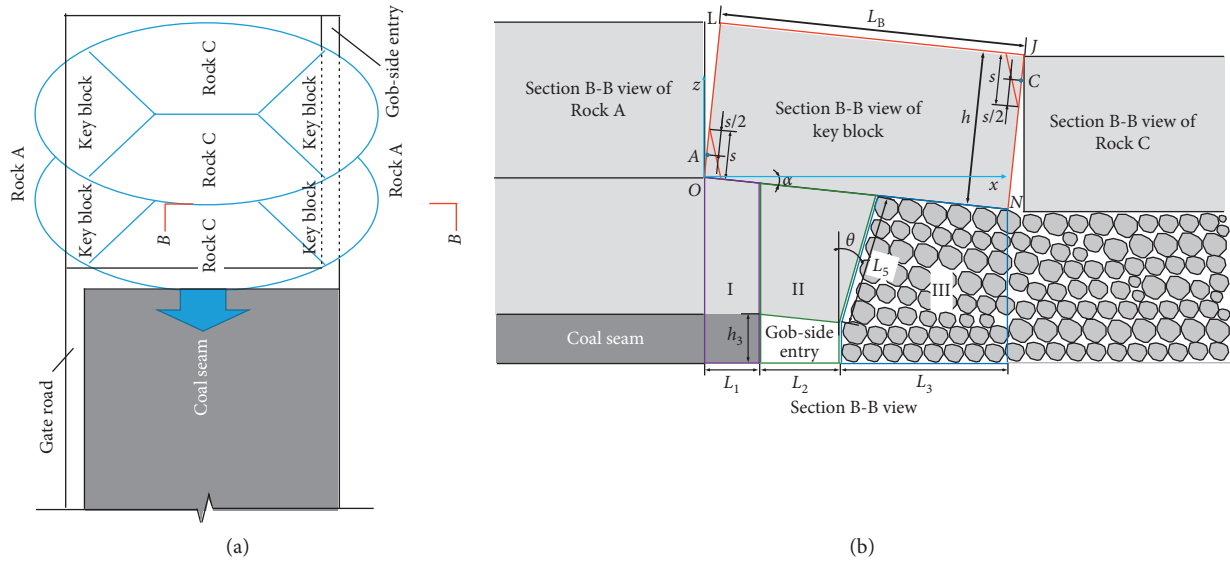 Rock C
Key block
Key block
Gob-side entry
Rock A
Rock C
Rock A
Key block
Key block
Rock C
B
B
Coal seam
Gate road
(a)
L
L_B
J
Section B-B view of
Rock A
z
Section B-B view of
key block
s
C
s/2
h
Section B-B view of
Rock C
s/2
A
s
O
α
x
N
θ
L_5
I
II
III
Coal seam
h_3
Gob-side
entry
L_1
L_2
L_3
Section B-B view
(b)